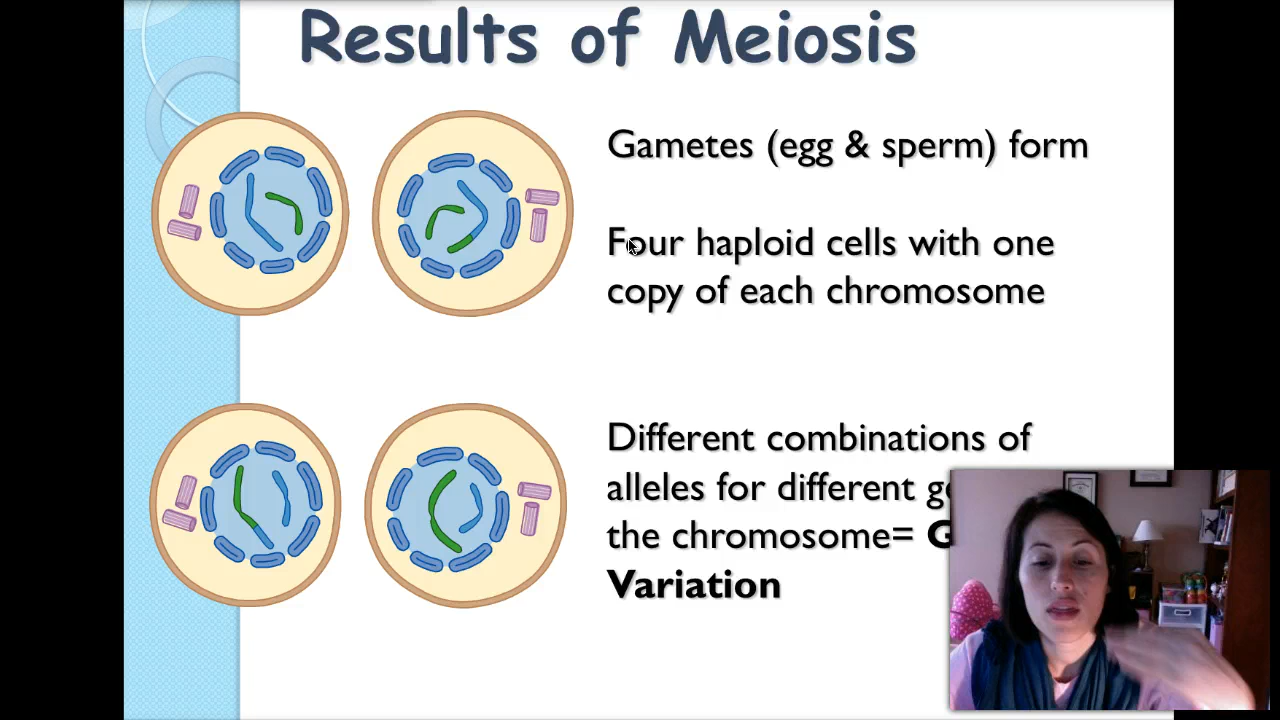 Results of Meiosis
Gametes (egg & sperm) form
Four haploid cells with one
copy of each chromosome
Different combinations of
alleles for different
the chromosome=
Variation